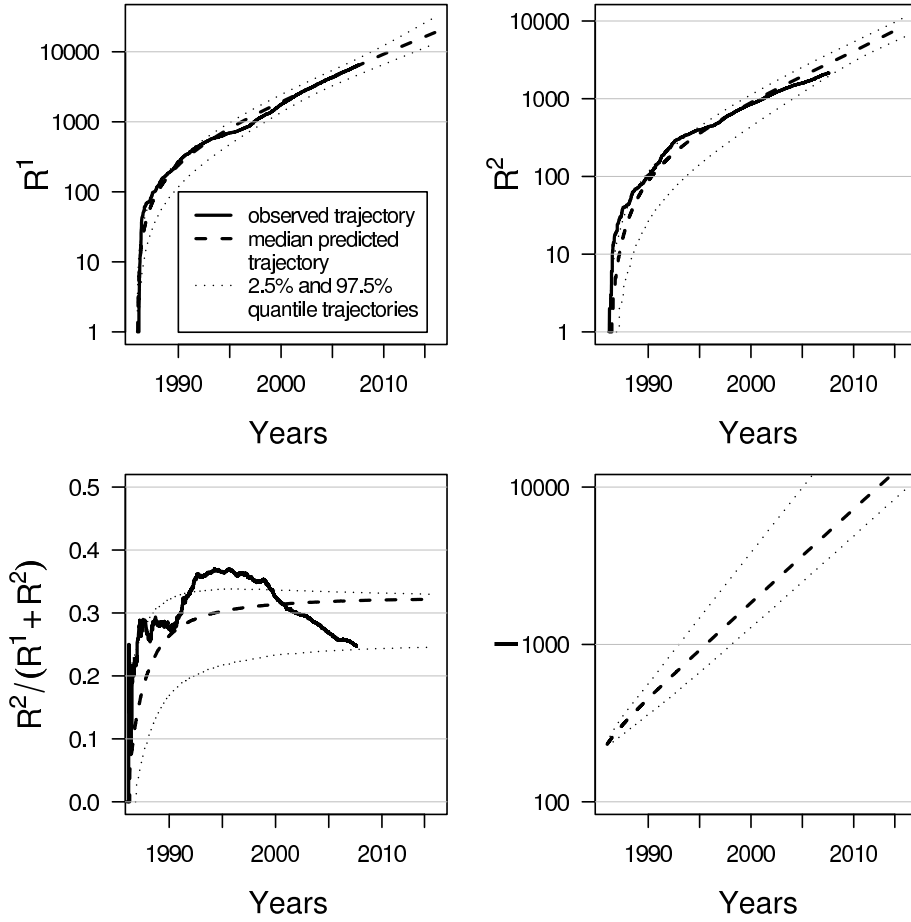 10000
1000
100
10
1
R¹
observed trajectory
median predicted
trajectory
2.5% and 97.5%
quantile trajectories
1990 2000 2010
Years
10000
1000
100
10
1
R²
1990 2000 2010
Years
0.5
0.4
0.3
0.2
0.1
0.0
R²/(R¹+R²)
1990 2000 2010
Years
10000
1000
100
I
1990 2000 2010
Years